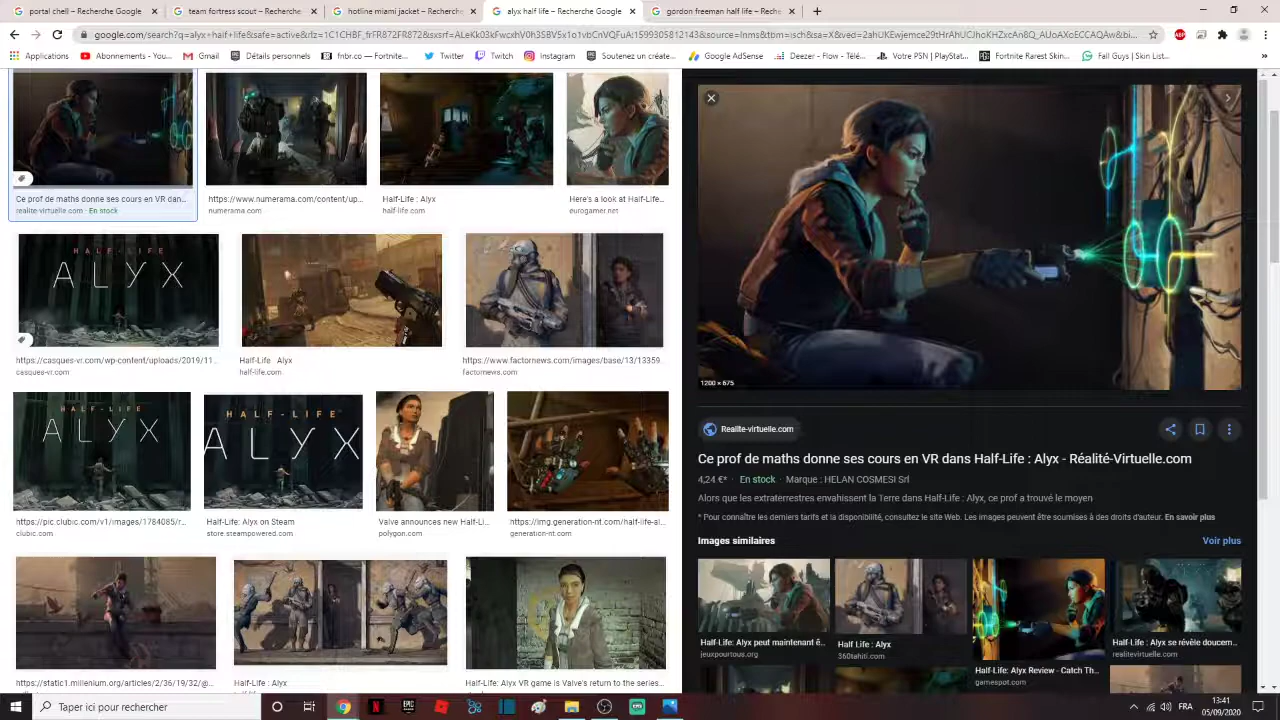 portal chell - Recherche Google
team fortress scout - Recherche
hotline miami jacket - Recherche
alyx half life - Recherche Google
gordon freeman half life - Reche
Applications
Abonnements - You...
Gmail
Détails personnels
fnbr.co — Fortnite...
Twitter
Twitch
Instagram
Soutenez un créate...
Google AdSense
Deezer - Flow - Télé...
Votre PSN | PlayStat...
Fortnite Rarest Skin...
Fall Guys | Skin List...
Ce prof de maths donne ses cours en VR dan...
realite-virtuelle.com - En stock
https://www.numerama.com/content/up...
numerama.com
Half-Life : Alyx
half-life.com
Here's a look at Half-Life...
eurogamer.net
HALF-LIFE
ALYX
https://casques-vr.com/wp-content/uploads/2019/11...
casques-vr.com
Half-Life : Alyx
half-life.com
https://www.factornews.com/images/base/13/13359...
factornews.com
HALF-LIFE
ALYX
https://pic.clubic.com/v1/images/1784085/r...
clubic.com
HALF-LIFE
ALYX
Half-Life: Alyx on Steam
store.steampowered.com
Valve announces new Half-Li...
polygon.com
https://img.generation-nt.com/half-life-al...
generation-nt.com
https://static1.millenium.org/articles/2/36/19/32/@...
Half-Life : Alyx
Half-Life: Alyx VR game is Valve's return to the series...
1200 × 675
Realite-virtuelle.com
Ce prof de maths donne ses cours en VR dans Half-Life : Alyx - Réalité-Virtuelle.com
4,24 €* · En stock · Marque : HELAN COSMESI Srl
Alors que les extraterrestres envahissent la Terre dans Half-Life : Alyx, ce prof a trouvé le moyen
* Pour connaître les derniers tarifs et la disponibilité, consultez le site Web. Les images peuvent être soumises à des droits d'auteur. En savoir plus
Images similaires
Voir plus
Half-Life: Alyx peut maintenant ê...
jeuxpourtous.org
Half Life : Alyx
360tahiti.com
Half-Life: Alyx Review - Catch Th...
gamespot.com
Half-Life : Alyx se révèle doucem...
realitevirtuelle.com
Taper ici pour rechercher
FRA
13:41
05/09/2020